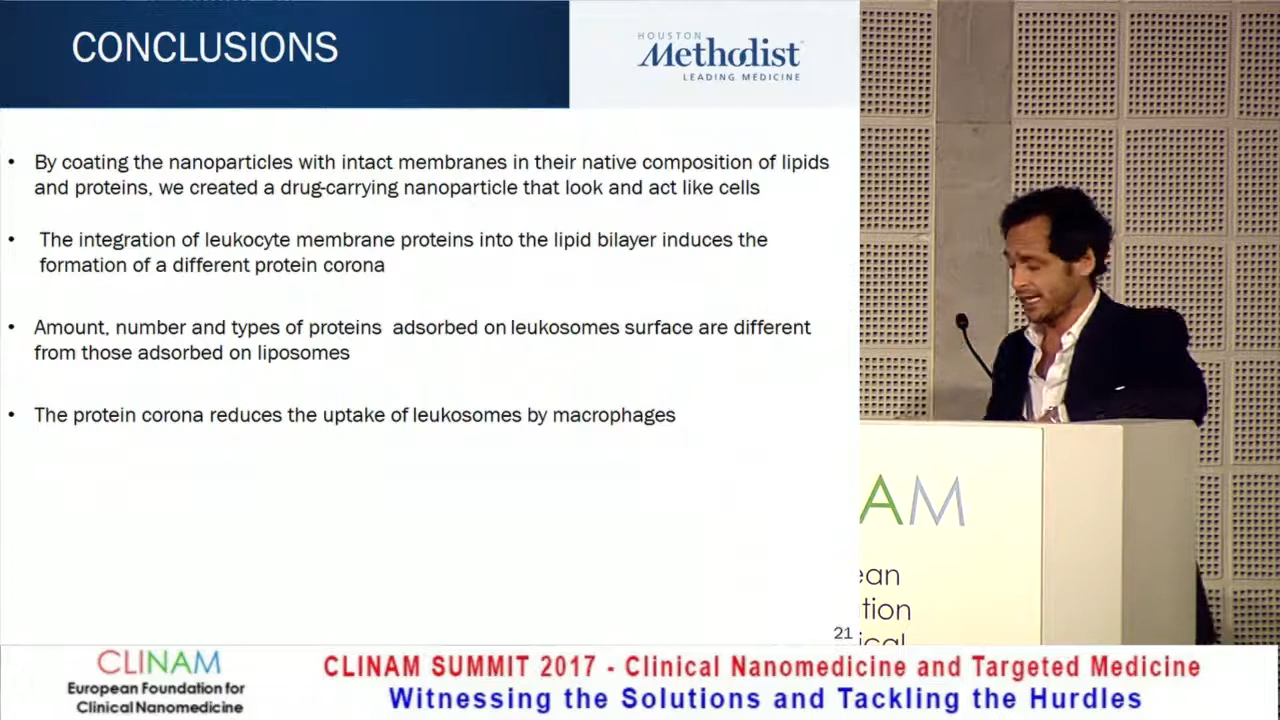 CONCLUSIONS
HOUSTON
Methodist
LEADING MEDICINE
• By coating the nanoparticles with intact membranes in their native composition of lipids
and proteins, we created a drug-carrying nanoparticle that look and act like cells
• The integration of leukocyte membrane proteins into the lipid bilayer induces the
formation of a different protein corona
• Amount, number and types of proteins adsorbed on leukosomes surface are different
from those adsorbed on liposomes
• The protein corona reduces the uptake of leukosomes by macrophages
21
AM
ean
tion
ical
CLINAM
European Foundation for
Clinical Nanomedicine
CLINAM SUMMIT 2017 - Clinical Nanomedicine and Targeted Medicine
Witnessing the Solutions and Tackling the Hurdles